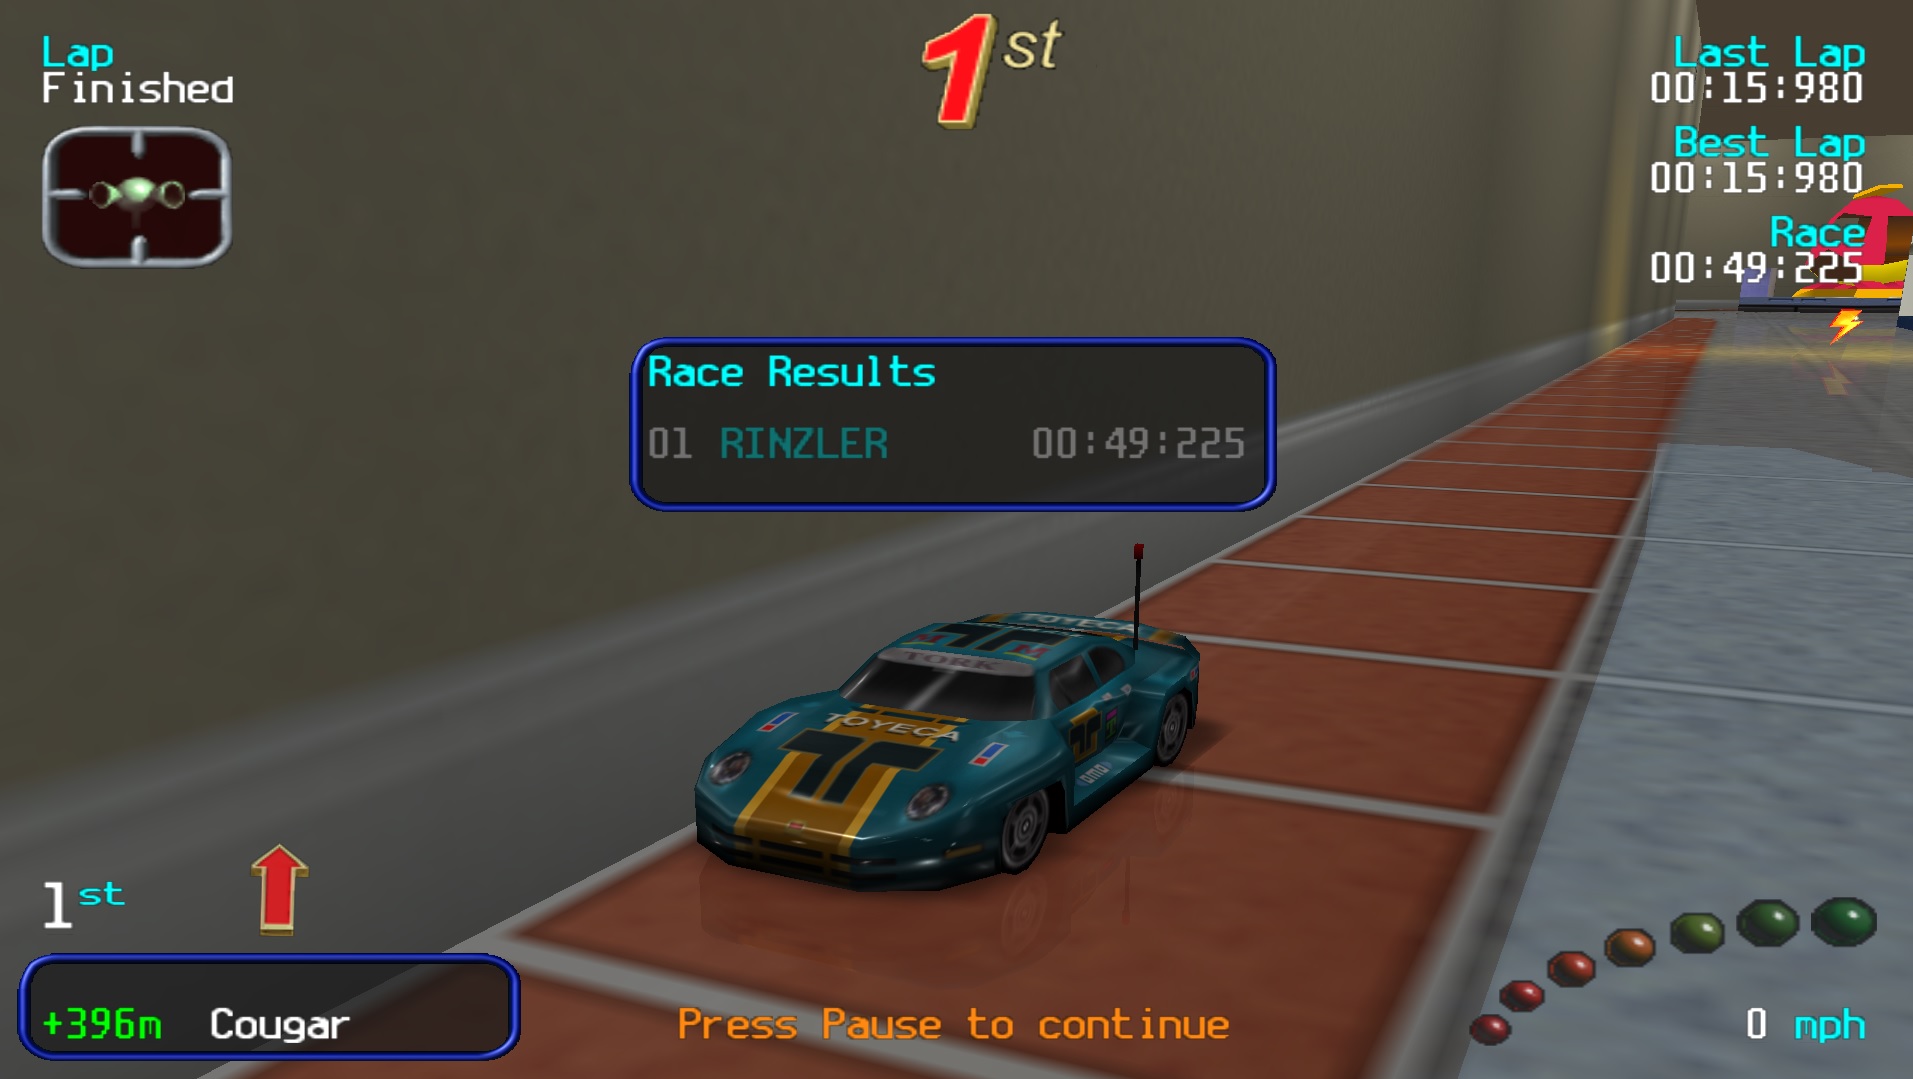 Lap
Finished
1st
Last Lap
00:15:980
Best Lap
00:15:980
Race
00:49:225
Race Results
01 RINZLER 00:49:225
TOYECA
TORK
TOYECA
1st
+396m Cougar
Press Pause to continue
0 mph